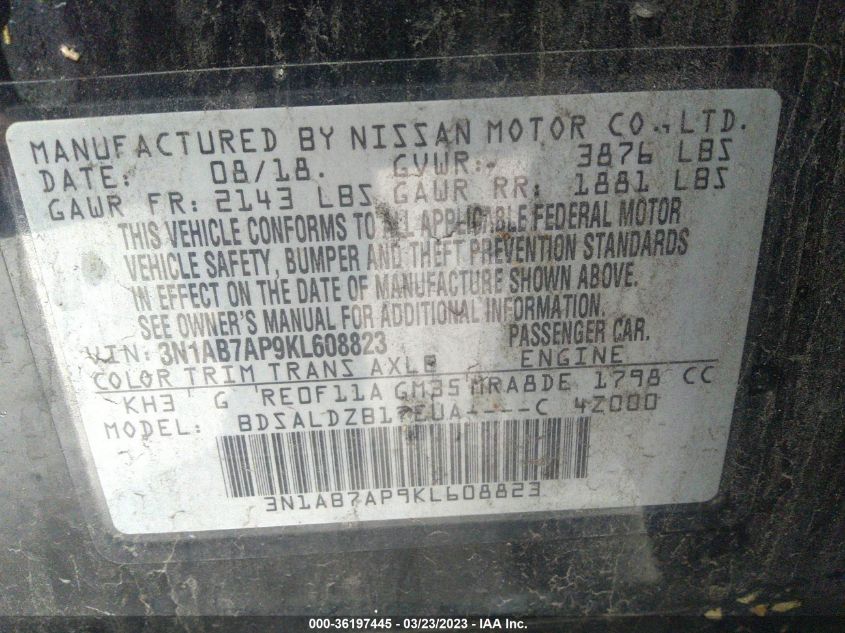 MANUFACTURED BY NISSAN MOTOR CO., LTD.
DATE: 08/18. GVWR: 3876 LBS
GAWR FR: 2143 LBS GAWR RR: 1881 LBS
THIS VEHICLE CONFORMS TO ALL APPLICABLE FEDERAL MOTOR
VEHICLE SAFETY, BUMPER AND THEFT PREVENTION STANDARDS
IN EFFECT ON THE DATE OF MANUFACTURE SHOWN ABOVE.
SEE OWNER'S MANUAL FOR ADDITIONAL INFORMATION.
VIN: 3N1AB7AP9KL608823 PASSENGER CAR.
COLOR TRIM TRANS AXLE ENGINE
KH3 G RE0F11A GM35 MRA8DE 1798 CC
MODEL: BDSALDZB17EUA----C 4Z000
3N1AB7AP9KL608823
000-36197445 - 03/23/2023 - IAA Inc.